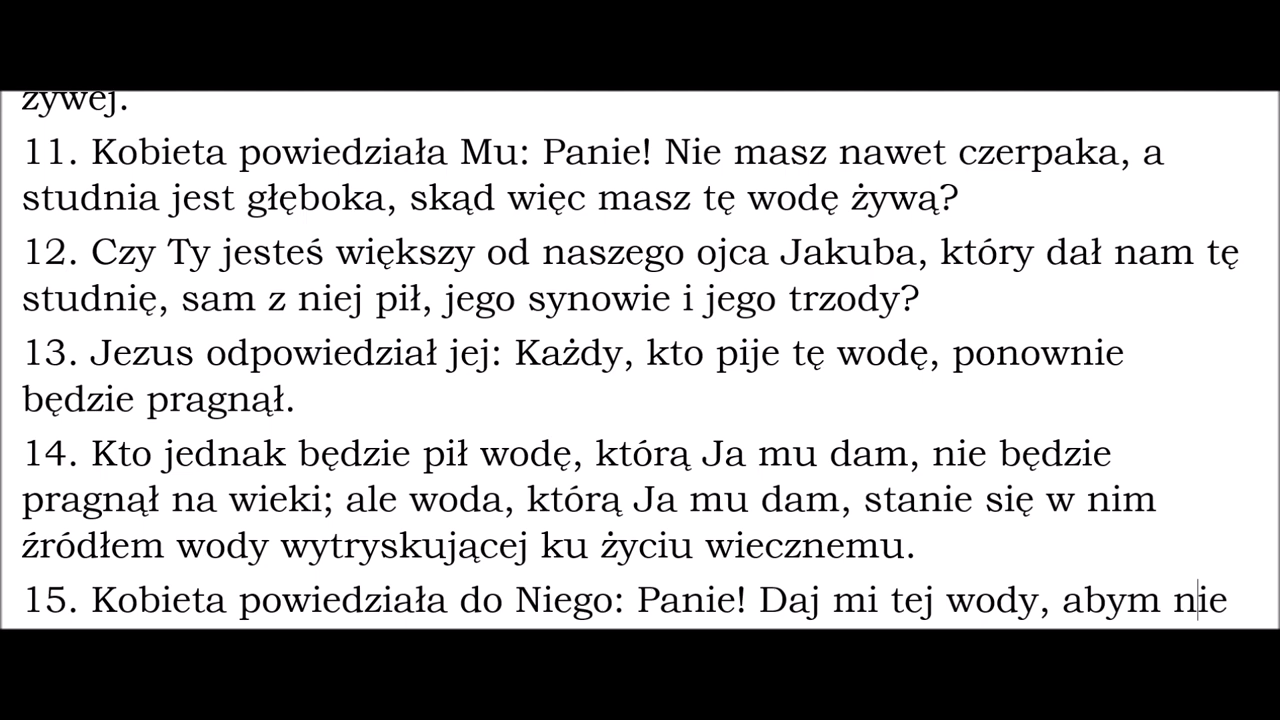 żywej.
11. Kobieta powiedziała Mu: Panie! Nie masz nawet czerpaka, a
studnia jest głęboka, skąd więc masz tę wodę żywą?
12. Czy Ty jesteś większy od naszego ojca Jakuba, który dał nam tę
studnię, sam z niej pił, jego synowie i jego trzody?
13. Jezus odpowiedział jej: Każdy, kto pije tę wodę, ponownie
będzie pragnął.
14. Kto jednak będzie pił wodę, którą Ja mu dam, nie będzie
pragnął na wieki; ale woda, którą Ja mu dam, stanie się w nim
źródłem wody wytryskującej ku życiu wiecznemu.
15. Kobieta powiedziała do Niego: Panie! Daj mi tej wody, abym nie